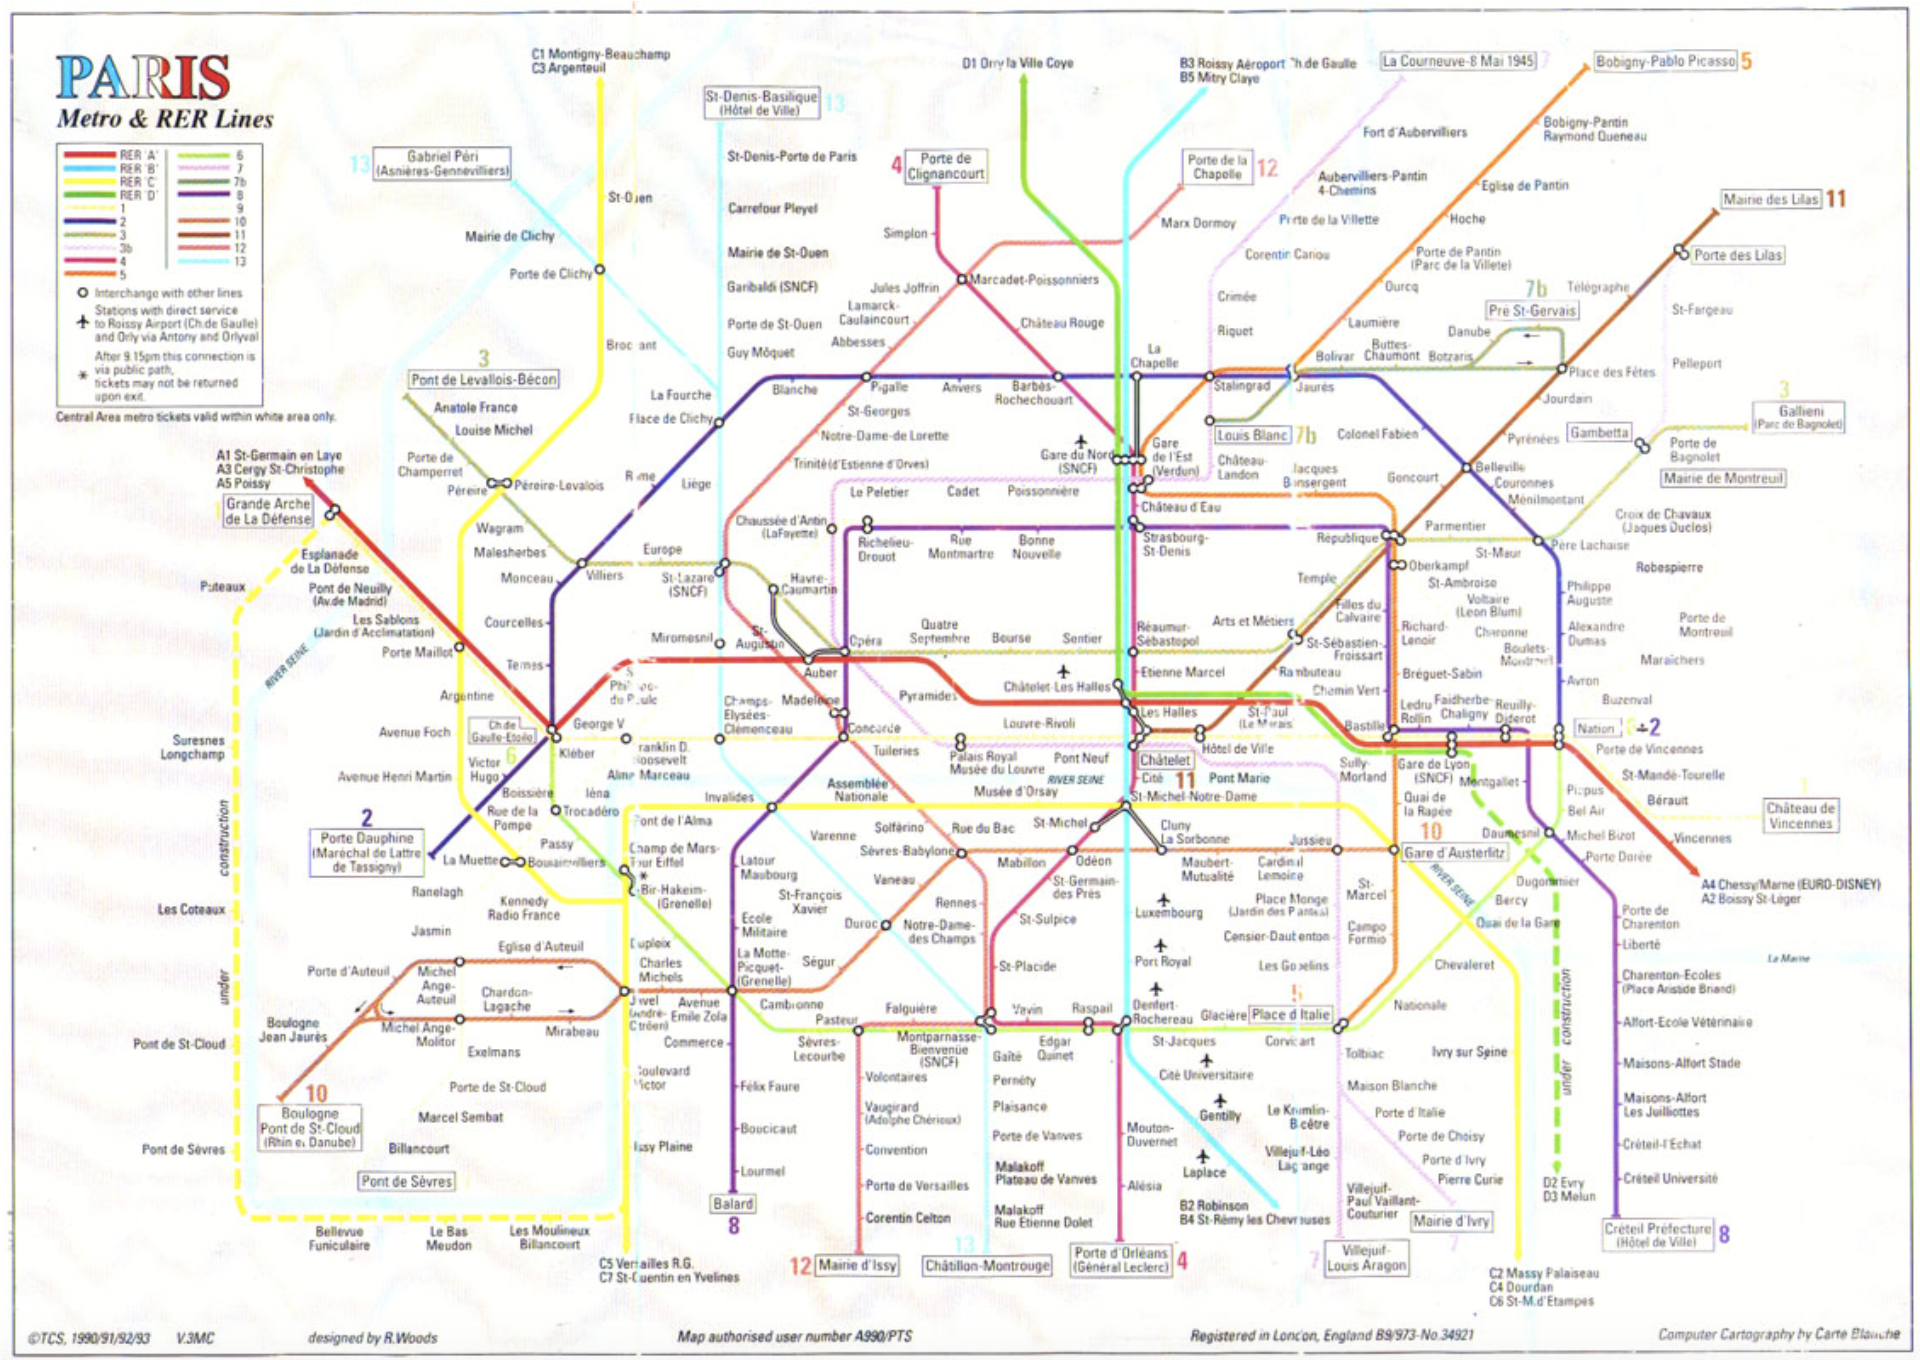 PARIS
Metro & RER Lines
RER 'A'
RER 'B'
RER 'C'
RER 'D'
1
2
3
3b
4
5
6
7
7b
8
9
10
11
12
13
Interchange with other lines
Stations with direct service
to Roissy Airport (Ch.de Gaulle)
and Orly via Antony and Orlyval
After 9.15pm this connection is
* via public path,
tickets may not be returned
upon exit.
Central Area metro tickets valid within white area only.
C1 Montigny-Beauchamp
C3 Argenteuil
St-Denis-Basilique
(Hôtel de Ville)
13
D1 Orry la Ville Coye
B3 Roissy Aéroport Ch.de Gaulle
B5 Mitry Claye
La Courneuve-8 Mai 1945
7
Bobigny-Pablo Picasso
5
13
Gabriel Péri
(Asnières-Gennevilliers)
St-Denis-Porte de Paris
4
Porte de
Clignancourt
Porte de la
Chapelle
12
Fort d'Aubervilliers
Bobigny-Pantin
Raymond Queneau
Aubervilliers-Pantin
4-Chemins
Eglise de Pantin
Mairie des Lilas
11
St-Ouen
Carrefour Pleyel
Simplon
Marx Dormoy
Porte de la Villette
Hoche
Mairie de Clichy
Mairie de St-Ouen
Corentin Cariou
Porte de Pantin
(Parc de la Villete)
Porte des Lilas
Porte de Clichy
Garibaldi (SNCF)
Jules Joffrin
Marcadet-Poissonniers
Crimée
Ourcq
Télégraphe
7b
Pré St-Gervais
St-Fargeau
Porte de St-Ouen
Lamarck-
Caulaincourt
Château Rouge
Riquet
Laumière
Danube
Brochant
Guy Môquet
Abbesses
La
Chapelle
Bolivar
Buttes-
Chaumont
Botzaris
Place des Fêtes
Pelleport
3
Pont de Levallois-Bécon
La Fourche
Blanche
Pigalle
Anvers
Barbès-
Rochechouart
Stalingrad
Jaurès
Jourdain
3
Gallieni
(Parc de Bagnolet)
Anatole France
Louise Michel
Place de Clichy
St-Georges
Notre-Dame-de Lorette
Gare du Nord
(SNCF)
Gare
de l'Est
(Verdun)
Louis Blanc
7b
Colonel Fabien
Pyrénées
Gambetta
Porte de
Bagnolet
A1 St-Germain en Laye
A3 Cergy St-Christophe
A5 Poissy
Porte de
Champerret
Péreire
Péreire-Levalois
Rome
Liège
Trinité(d'Estienne d'Orves)
Le Peletier
Cadet
Poissonnière
Château-
Landon
Jacques
Bonsergent
Goncourt
Belleville
Couronnes
Ménilmontant
Mairie de Montreuil
1
Grande Arche
de La Défense
Wagram
Malesherbes
Chaussée d'Antin
(LaFayette)
Richelieu-
Drouot
Rue
Montmartre
Bonne
Nouvelle
Château d'Eau
Strasbourg-
St-Denis
République
Parmentier
St-Maur
Père Lachaise
Croix de Chavaux
(Jaques Duclos)
Esplanade
de La Défense
Europe
Monceau
Villiers
St-Lazare
(SNCF)
Havre-
Caumartin
Oberkampf
Temple
St-Ambroise
Voltaire
(Leon Blum)
Philippe
Auguste
Robespierre
Puteaux
Pont de Neuilly
(Av.de Madrid)
Les Sablons
(Jardin d'Acclimatation)
Courcelles
Miromesnil
St-
Augustin
Opéra
Quatre
Septembre
Bourse
Sentier
Réaumur-
Sébastopol
Arts et Métiers
Filles du
Calvaire
St-Sébastien-
Froissart
Richard-
Lenoir
Charonne
Boulets-
Montreuil
Alexandre
Dumas
Porte de
Montreuil
RIVER SEINE
Porte Maillot
Ternes
Auber
Châtelet-Les Halles
Etienne Marcel
Rambuteau
Chemin Vert
Bréguet-Sabin
Avron
Maraîchers
Argentine
Champs-
Elysées-
Clémenceau
Madeleine
Pyramides
Les Halles
St-Paul
(Le Marais)
Ledru
Rollin
Faidherbe-
Chaligny
Reuilly-
Diderot
Buzenval
Avenue Foch
Ch.de
Gaulle-Etoile
6
George V
Kléber
Franklin D.
Roosevelt
Concorde
Tuileries
Louvre-Rivoli
Palais Royal
Musée du Louvre
Pont Neuf
Châtelet
Hôtel de Ville
Bastille
Nation
2
Porte de Vincennes
Suresnes
Longchamp
Avenue Henri Martin
Victor
Hugo
Boissière
Iéna
Alma Marceau
Assemblée
Nationale
Musée d'Orsay
RIVER SEINE
Cité
11
Pont Marie
Sully-
Morland
Gare de Lyon
(SNCF)
Montgallet
Picpus
Bel Air
St-Mandé-Tourelle
Bérault
1
Château de
Vincennes
2
Porte Dauphine
(Maréchal de Lattre
de Tassigny)
Rue de la
Pompe
Trocadéro
Passy
Invalides
Pont de l'Alma
Varenne
Solférino
Rue du Bac
St-Michel
St-Michel-Notre-Dame
Cluny
La Sorbonne
Jussieu
Quai de
la Rapée
10
Gare d'Austerlitz
Daumesnil
Michel Bizot
Porte Dorée
Vincennes
La Muette
Boulainvilliers
Champ de Mars-
Tour Eiffel
*
Bir-Hakeim-
(Grenelle)
Latour
Maubourg
Sèvres-Babylone
Mabillon
Odéon
Maubert-
Mutualité
Cardinal
Lemoine
Dugommier
A4 Chessy/Marne (EURO-DISNEY)
A2 Boissy St-Léger
Ranelagh
Kennedy
Radio France
Vaneau
St-François
Xavier
Rennes
St-Germain-
des Près
Luxembourg
Place Monge
(Jardin des Plantes)
St-
Marcel
RIVER SEINE
Bercy
Quai de la Gare
Les Coteaux
Jasmin
Ecole
Militaire
Duroc
Notre-Dame-
des Champs
St-Sulpice
Censier-Daubenton
Campo
Formio
Porte de
Charenton
Liberté
Eglise d'Auteuil
Dupleix
La Motte-
Picquet-
(Grenelle)
Ségur
St-Placide
Port Royal
Les Gobelins
Chevaleret
La Marne
Porte d'Auteuil
Michel
Ange-
Auteuil
Chardon-
Lagache
Charles
Michels
Javel
(André-
Citröen)
Avenue
Emile Zola
Cambronne
Falguière
Vavin
Raspail
Denfert-
Rochereau
Glacière
5
Place d'Italie
Nationale
Charenton-Ecoles
(Place Aristide Briand)
Boulogne
Jean Jaurès
Michel Ange-
Molitor
Mirabeau
Commerce
Pasteur
Sèvres-
Lecourbe
Montparnasse-
Bienvenüe
(SNCF)
Gaîté
Edgar
Quinet
St-Jacques
Corvisart
Tolbiac
Ivry sur Seine
Alfort-Ecole Vétérinaire
Pont de St-Cloud
Exelmans
Boulevard
Victor
Félix Faure
Volontaires
Pernéty
Cité Universitaire
Maison Blanche
Maisons-Alfort Stade
10
Boulogne
Pont de St-Cloud
(Rhin et Danube)
Porte de St-Cloud
Marcel Sembat
Boucicaut
Vaugirard
(Adolphe Chérioux)
Plaisance
Gentilly
Le Kremlin-
Bicêtre
Porte d'Italie
Maisons-Alfort
Les Juilliottes
Pont de Sèvres
Billancourt
Issy Plaine
Convention
Porte de Vanves
Mouton-
Duvernet
Porte de Choisy
Créteil-l'Echat
Pont de Sèvres
Lourmel
Porte de Versailles
Malakoff
Plateau de Vanves
Alésia
Laplace
Villejuif-Léo
Lagrange
Porte d'Ivry
Pierre Curie
D2 Evry
D3 Melun
Créteil Université
Bellevue
Funiculaire
Le Bas
Meudon
Les Moulineux
Billancourt
Balard
8
Corentin Celton
Malakoff
Rue Etienne Dolet
B2 Robinson
B4 St-Rémy les Chevreuses
Villejuif-
Paul Vaillant-
Couturier
Mairie d'Ivry
7
Créteil Préfecture
(Hôtel de Ville)
8
C5 Versailles R.G.
C7 St-Quentin en Yvelines
12
Mairie d'Issy
13
Châtillon-Montrouge
Porte d'Orléans
(Général Leclerc)
4
7
Villejuif-
Louis Aragon
C2 Massy Palaiseau
C4 Dourdan
C6 St-M.d'Etampes
under construction
under construction
©TCS, 1990/91/92/93 V.3MC
designed by R.Woods
Map authorised user number A990/PTS
Registered in London, England B9/973-No.34921
Computer Cartography by Carte Blanche